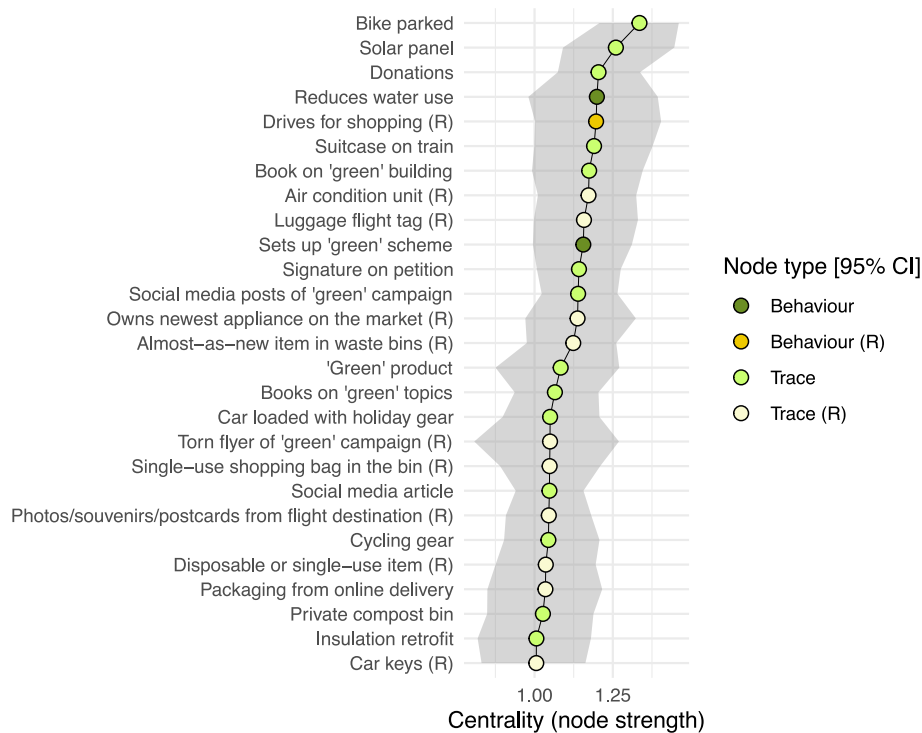 Bike parked
Solar panel
Donations
Reduces water use
Drives for shopping (R)
Suitcase on train
Book on 'green' building
Air condition unit (R)
Luggage flight tag (R)
Sets up 'green' scheme
Signature on petition
Social media posts of 'green' campaign
Owns newest appliance on the market (R)
Almost−as−new item in waste bins (R)
'Green' product
Books on 'green' topics
Car loaded with holiday gear
Torn flyer of 'green' campaign (R)
Single−use shopping bag in the bin (R)
Social media article
Photos/souvenirs/postcards from flight destination (R)
Cycling gear
Disposable or single−use item (R)
Packaging from online delivery
Private compost bin
Insulation retrofit
Car keys (R)
1.00 1.25
Centrality (node strength)
Node type [95% CI]
Behaviour
Behaviour (R)
Trace
Trace (R)